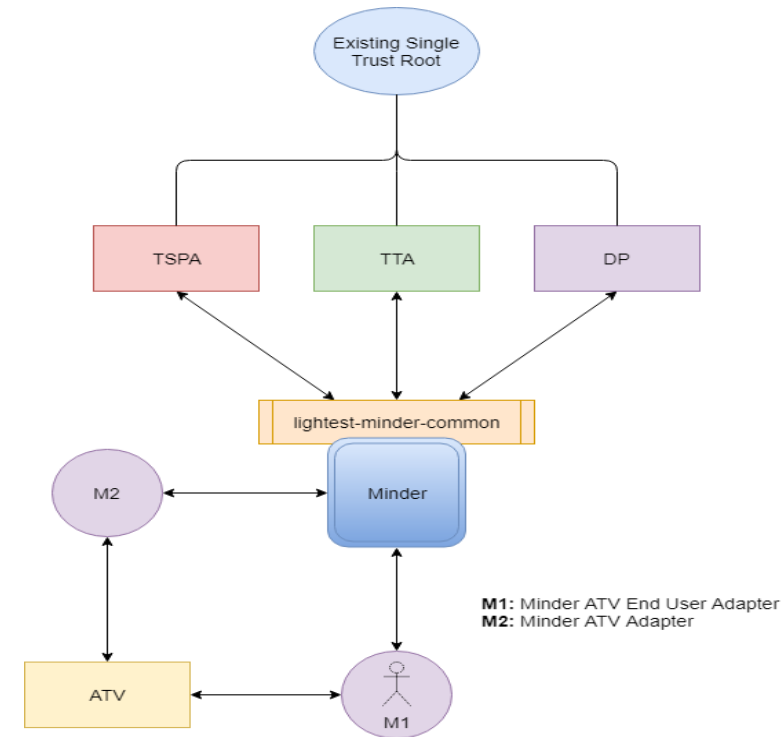 Existing Single
Trust Root
TSPA
TTA
DP
lightest-minder-common
M2
Minder
M1: Minder ATV End User Adapter
M2: Minder ATV Adapter
ATV
M1